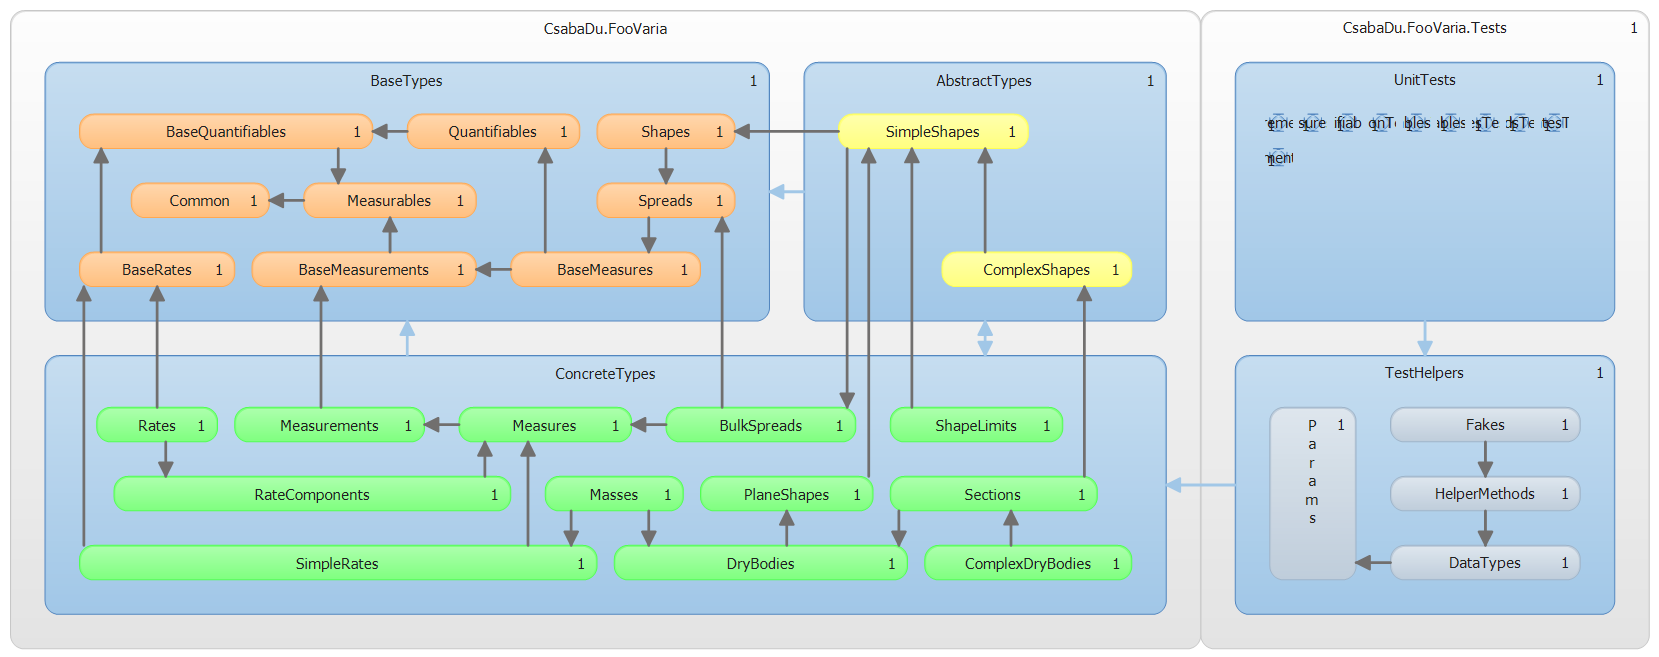 CsabaDu.FooVaria
BaseTypes 1
BaseQuantifiables 1
Quantifiables 1
Shapes 1
Common 1
Measurables 1
Spreads 1
BaseRates 1
BaseMeasurements 1
BaseMeasures 1
AbstractTypes 1
SimpleShapes 1
ComplexShapes 1
ConcreteTypes
Rates 1
Measurements 1
Measures 1
BulkSpreads 1
ShapeLimits 1
RateComponents 1
Masses 1
PlaneShapes 1
Sections 1
SimpleRates 1
DryBodies 1
ComplexDryBodies 1
CsabaDu.FooVaria.Tests 1
UnitTests 1
TestHelpers 1
Params 1
Fakes 1
HelperMethods 1
DataTypes 1